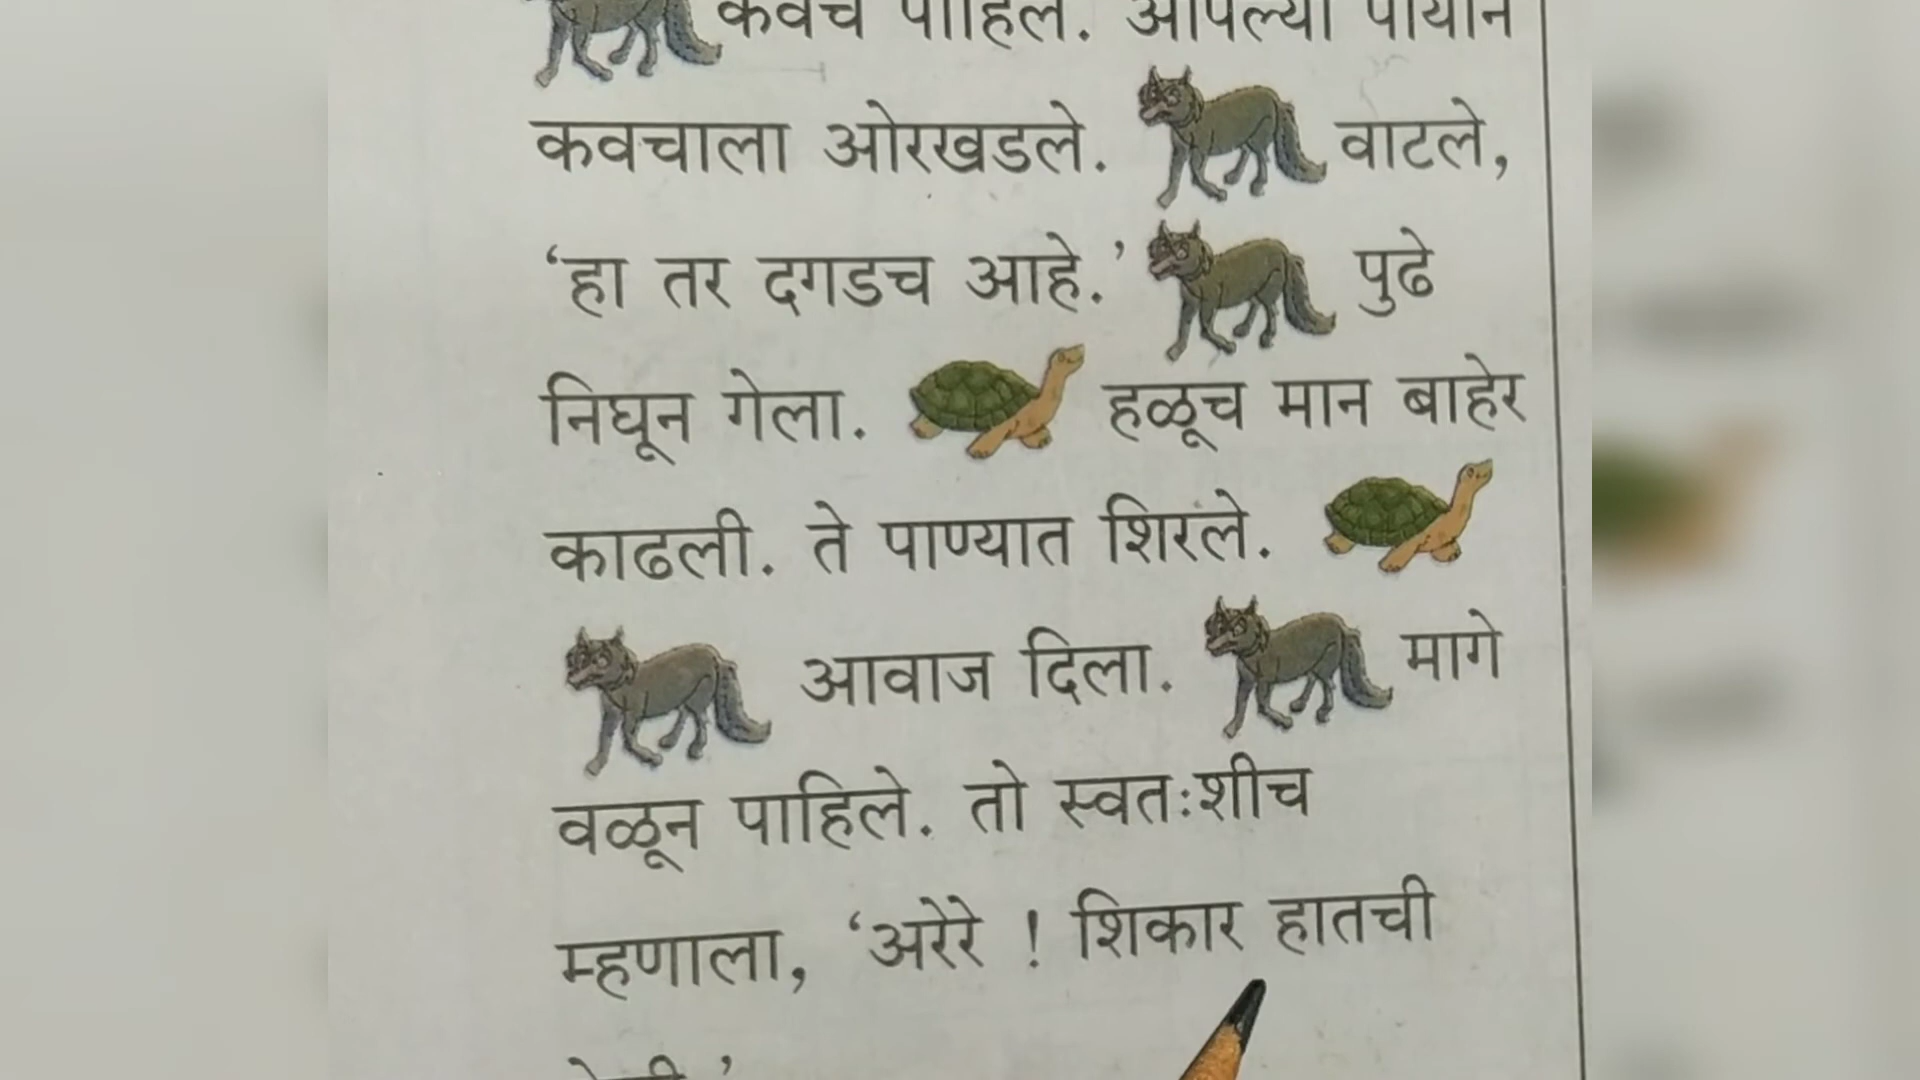 कवच पाहिले. आपल्या पायाने
कवचाला ओरखडले. वाटले,
‘हा तर दगडच आहे.’ पुढे
निघून गेला. हळूच मान बाहेर
काढली. ते पाण्यात शिरले.
आवाज दिला. मागे
वळून पाहिले. तो स्वतःशीच
म्हणाला, ‘अरेरे ! शिकार हातची